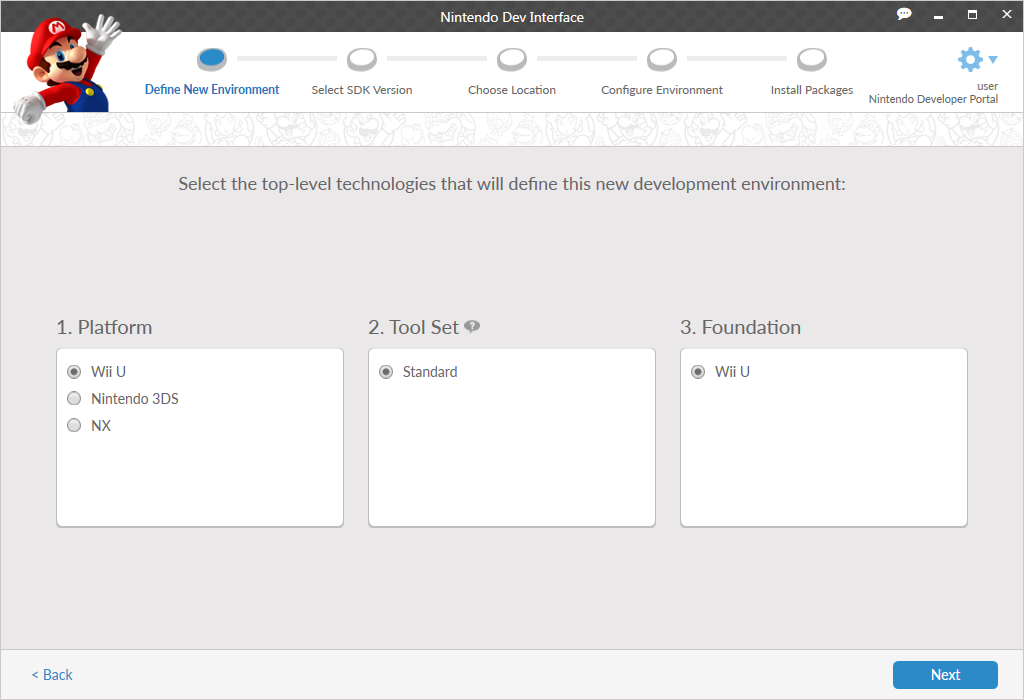 Nintendo Dev Interface
Define New Environment
Select SDK Version
Choose Location
Configure Environment
Install Packages
user
Nintendo Developer Portal
Select the top-level technologies that will define this new development environment:
1. Platform
Wii U
Nintendo 3DS
NX
2. Tool Set ?
Standard
3. Foundation
Wii U
< Back
Next